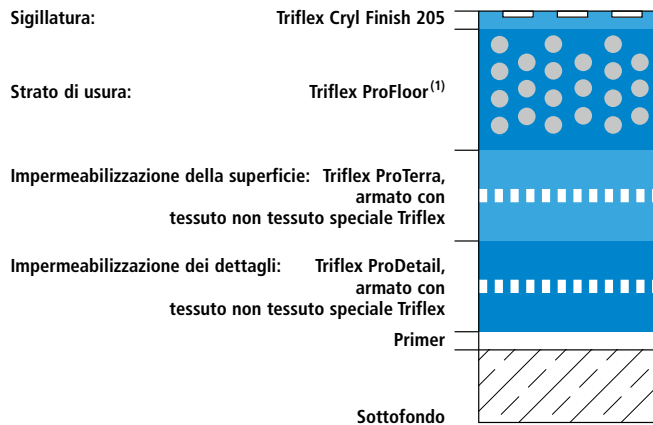 Sigillatura: Triflex Cryl Finish 205
Strato di usura: Triflex ProFloor(1)
Impermeabilizzazione della superficie: Triflex ProTerra,
armato con
tessuto non tessuto speciale Triflex
Impermeabilizzazione dei dettagli: Triflex ProDetail,
armato con
tessuto non tessuto speciale Triflex
Primer
Sottofondo